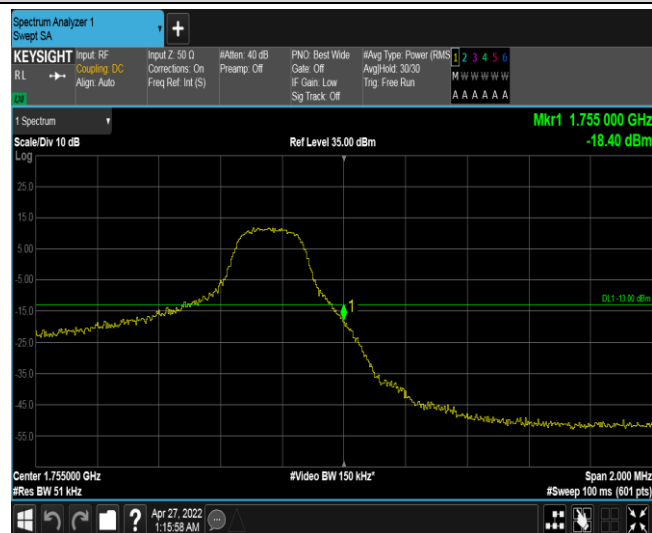 Spectrum Analyzer 1
Swept SA
KEYSIGHT Input: RF Input Z: 50 Ω #Atten: 40 dB PNO: Best Wide #Avg Type: Power (RMS 1 2 3 4 5 6
RL Coupling: DC Corrections: On Preamp: Off Gate: Off Avg|Hold: 30/30 M W W W W W
Align: Auto Freq Ref: Int (S) IF Gain: Low Trig: Free Run
Sig Track: Off A A A A A A
1 Spectrum Mkr1 1.755 000 GHz
Scale/Div 10 dB Ref Level 35.00 dBm -18.40 dBm
Log
25.0
15.0
5.00
-5.00
DL1 -13.00 dBm
1
-15.0
-25.0
-35.0
-45.0
-55.0
Center 1.755000 GHz #Video BW 150 kHz* Span 2.000 MHz
#Res BW 51 kHz #Sweep 100 ms (601 pts)
? Apr 27, 2022
1:15:58 AM